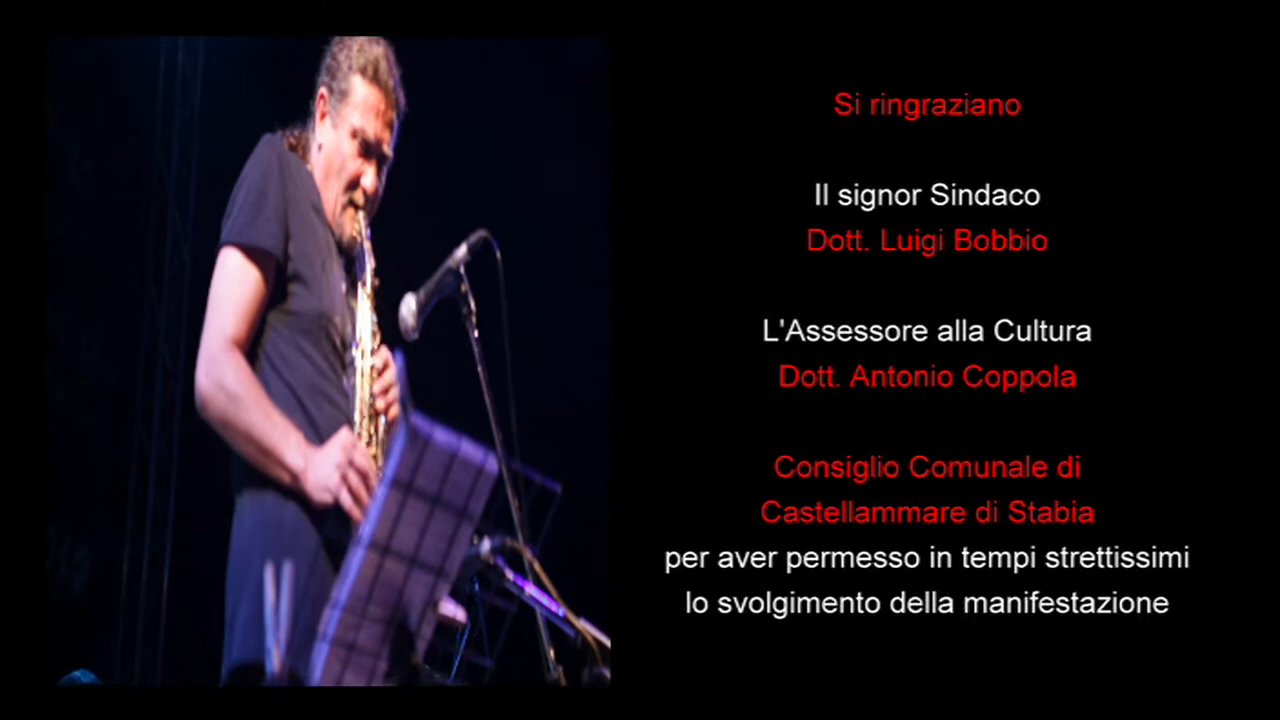 Si ringraziano
Il signor Sindaco
Dott. Luigi Bobbio
L'Assessore alla Cultura
Dott. Antonio Coppola
Consiglio Comunale di
Castellammare di Stabia
per aver permesso in tempi strettissimi
lo svolgimento della manifestazione